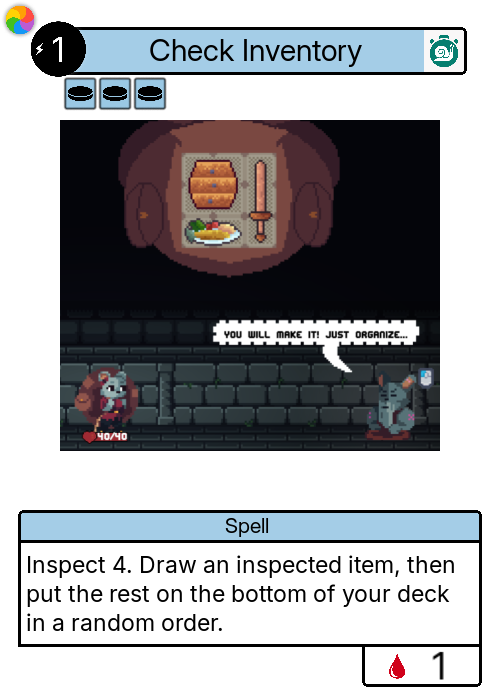 1 Check Inventory
YOU WILL MAKE IT! JUST ORGANIZE...
40/40
Spell
Inspect 4. Draw an inspected item, then
put the rest on the bottom of your deck
in a random order.
1